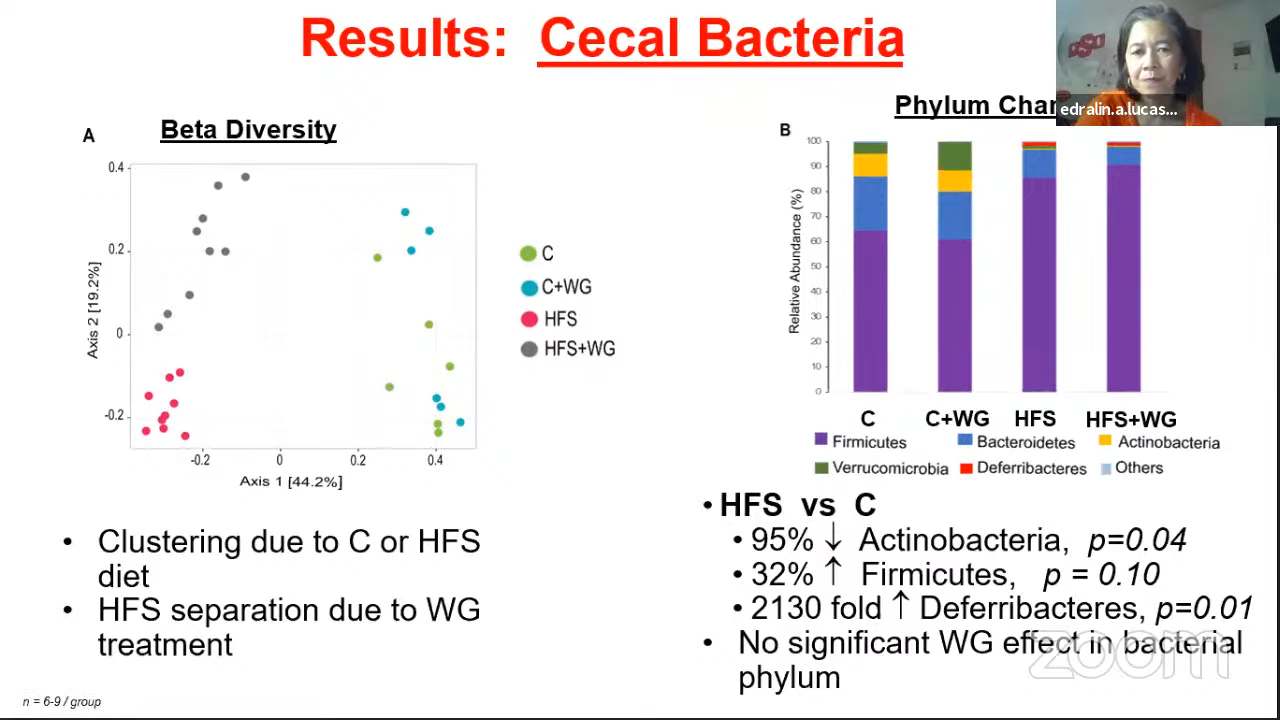 Results: Cecal Bacteria
edralin.a.lucas...
A
Beta Diversity
0.4
0.2
0
-0.2
-0.2
0
0.2
0.4
Axis 2 [19.2%]
Axis 1 [44.2%]
C
C+WG
HFS
HFS+WG
• Clustering due to C or HFS
diet
• HFS separation due to WG
treatment
n = 6-9 / group
Phylum Chan
B
100
90
80
70
60
50
40
30
20
10
0
Relative Abundance (%)
C C+WG HFS HFS+WG
Firmicutes Bacteroidetes Actinobacteria
Verrucomicrobia Deferribacteres Others
• HFS vs C
• 95% ↓ Actinobacteria, p=0.04
• 32% ↑ Firmicutes, p = 0.10
• 2130 fold ↑ Deferribacteres, p=0.01
• No significant WG effect in bacterial
phylum
zoom